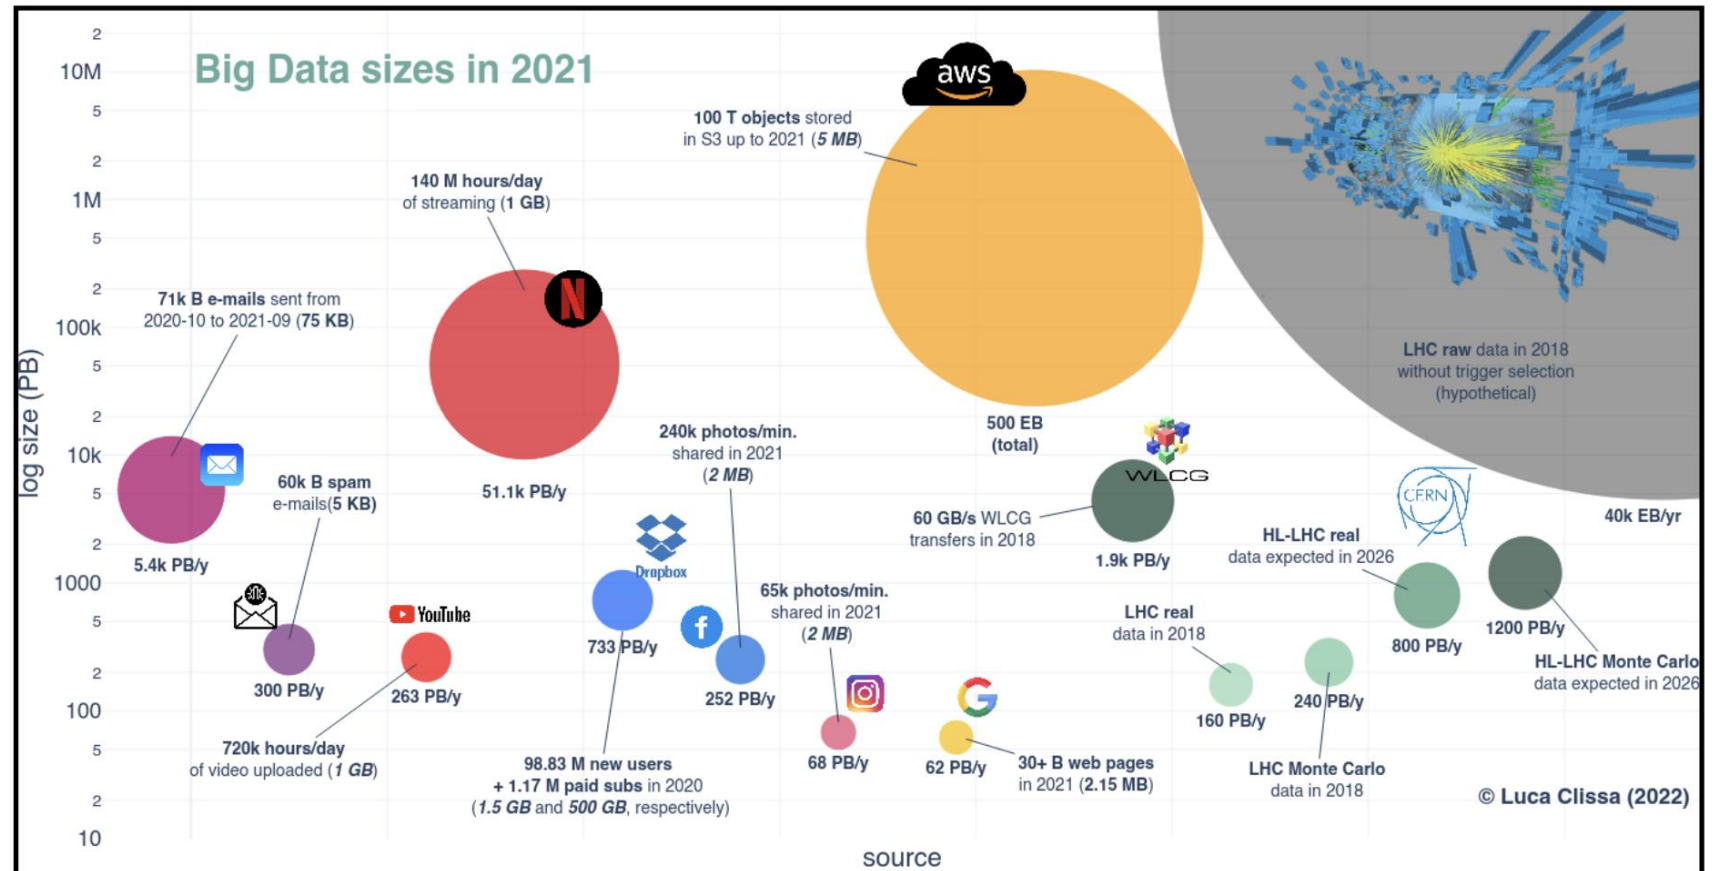 Big Data sizes in 2021
log size (PB)
2
10M
5
2
1M
5
2
100k
5
2
10k
5
2
1000
5
2
100
5
2
10
source
71k B e-mails sent from
2020-10 to 2021-09 (75 KB)
5.4k PB/y
60k B spam
e-mails(5 KB)
300 PB/y
140 M hours/day
of streaming (1 GB)
N
51.1k PB/y
YouTube
263 PB/y
720k hours/day
of video uploaded (1 GB)
Dropbox
733 PB/y
98.83 M new users
+ 1.17 M paid subs in 2020
(1.5 GB and 500 GB, respectively)
240k photos/min.
shared in 2021
(2 MB)
f
252 PB/y
65k photos/min.
shared in 2021
(2 MB)
68 PB/y
G
62 PB/y
30+ B web pages
in 2021 (2.15 MB)
aws
100 T objects stored
in S3 up to 2021 (5 MB)
500 EB
(total)
WLCG
60 GB/s WLCG
transfers in 2018
1.9k PB/y
LHC real
data in 2018
160 PB/y
240 PB/y
LHC Monte Carlo
data in 2018
CERN
HL-LHC real
data expected in 2026
800 PB/y
1200 PB/y
HL-LHC Monte Carlo
data expected in 2026
LHC raw data in 2018
without trigger selection
(hypothetical)
40k EB/yr
© Luca Clissa (2022)